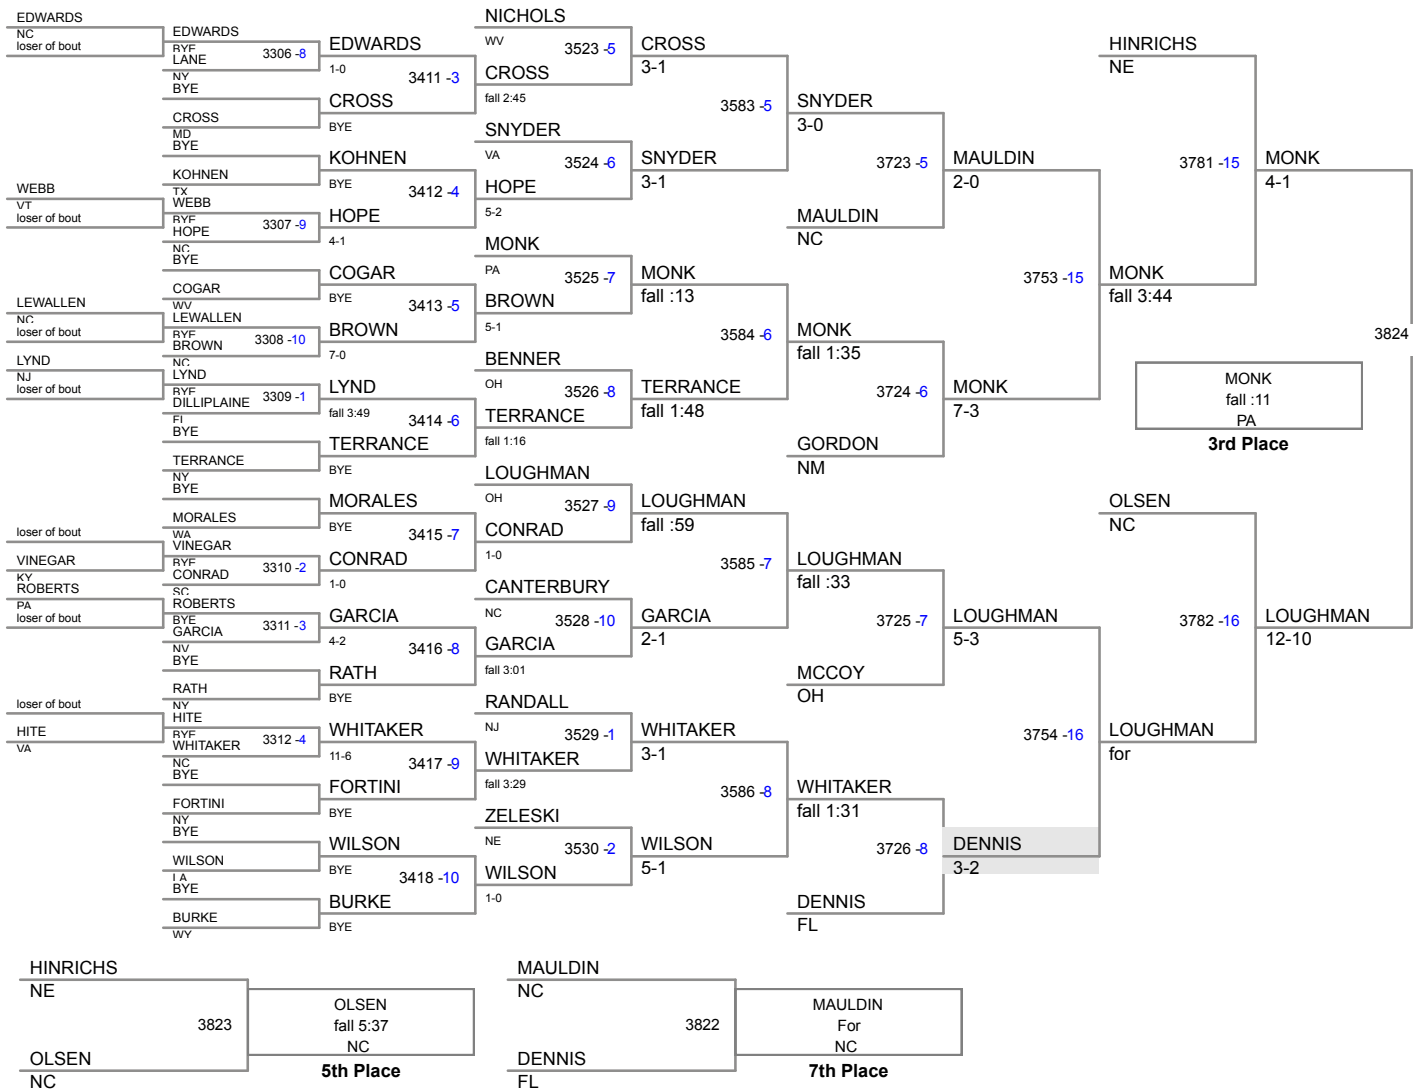 EDWARDS
NC
loser of bout
WEBB
VT
loser of bout
LEWALLEN
NC
loser of bout
LYND
NJ
loser of bout
loser of bout
VINEGAR
KY
ROBERTS
PA
loser of bout
loser of bout
HITE
VA
EDWARDS
BYE
3306 -8
LANE
NY
BYE
CROSS
MD
BYE
KOHNEN
TX
WEBB
BYE
3307 -9
HOPE
NC
BYE
COGAR
WV
LEWALLEN
BYE
3308 -10
BROWN
NC
LYND
BYE
3309 -1
DILLIPLAINE
FL
BYE
TERRANCE
NY
BYE
MORALES
WA
VINEGAR
BYE
3310 -2
CONRAD
SC
ROBERTS
BYE
3311 -3
GARCIA
NV
BYE
RATH
NY
HITE
BYE
3312 -4
WHITAKER
NC
BYE
FORTINI
NY
BYE
WILSON
LA
BYE
BURKE
WY
EDWARDS
1-0
3411 -3
CROSS
BYE
KOHNEN
BYE
3412 -4
HOPE
4-1
COGAR
BYE
3413 -5
BROWN
7-0
LYND
fall 3:49
3414 -6
TERRANCE
BYE
MORALES
BYE
3415 -7
CONRAD
1-0
GARCIA
4-2
3416 -8
RATH
BYE
WHITAKER
11-6
3417 -9
FORTINI
BYE
WILSON
BYE
3418 -10
BURKE
BYE
NICHOLS
WV
3523 -5
CROSS
fall 2:45
SNYDER
VA
3524 -6
HOPE
5-2
MONK
PA
3525 -7
BROWN
5-1
BENNER
OH
3526 -8
TERRANCE
fall 1:16
LOUGHMAN
OH
3527 -9
CONRAD
1-0
CANTERBURY
NC
3528 -10
GARCIA
fall 3:01
RANDALL
NJ
3529 -1
WHITAKER
fall 3:29
ZELESKI
NE
3530 -2
WILSON
1-0
CROSS
3-1
3583 -5
SNYDER
3-1
MONK
fall :13
3584 -6
TERRANCE
fall 1:48
LOUGHMAN
fall :59
3585 -7
GARCIA
2-1
WHITAKER
3-1
3586 -8
WILSON
5-1
SNYDER
3-0
3723 -5
MAULDIN
NC
MONK
fall 1:35
3724 -6
GORDON
NM
LOUGHMAN
fall :33
3725 -7
MCCOY
OH
WHITAKER
fall 1:31
3726 -8
DENNIS
FL
MAULDIN
2-0
3753 -15
MONK
7-3
LOUGHMAN
5-3
3754 -16
DENNIS
3-2
HINRICHS
NE
3781 -15
MONK
fall 3:44
OLSEN
NC
3782 -16
LOUGHMAN
for
MONK
4-1
3824
LOUGHMAN
12-10
MONK
fall :11
PA
3rd Place
HINRICHS
NE
3823
OLSEN
NC
OLSEN
fall 5:37
NC
5th Place
MAULDIN
NC
3822
DENNIS
FL
MAULDIN
For
NC
7th Place